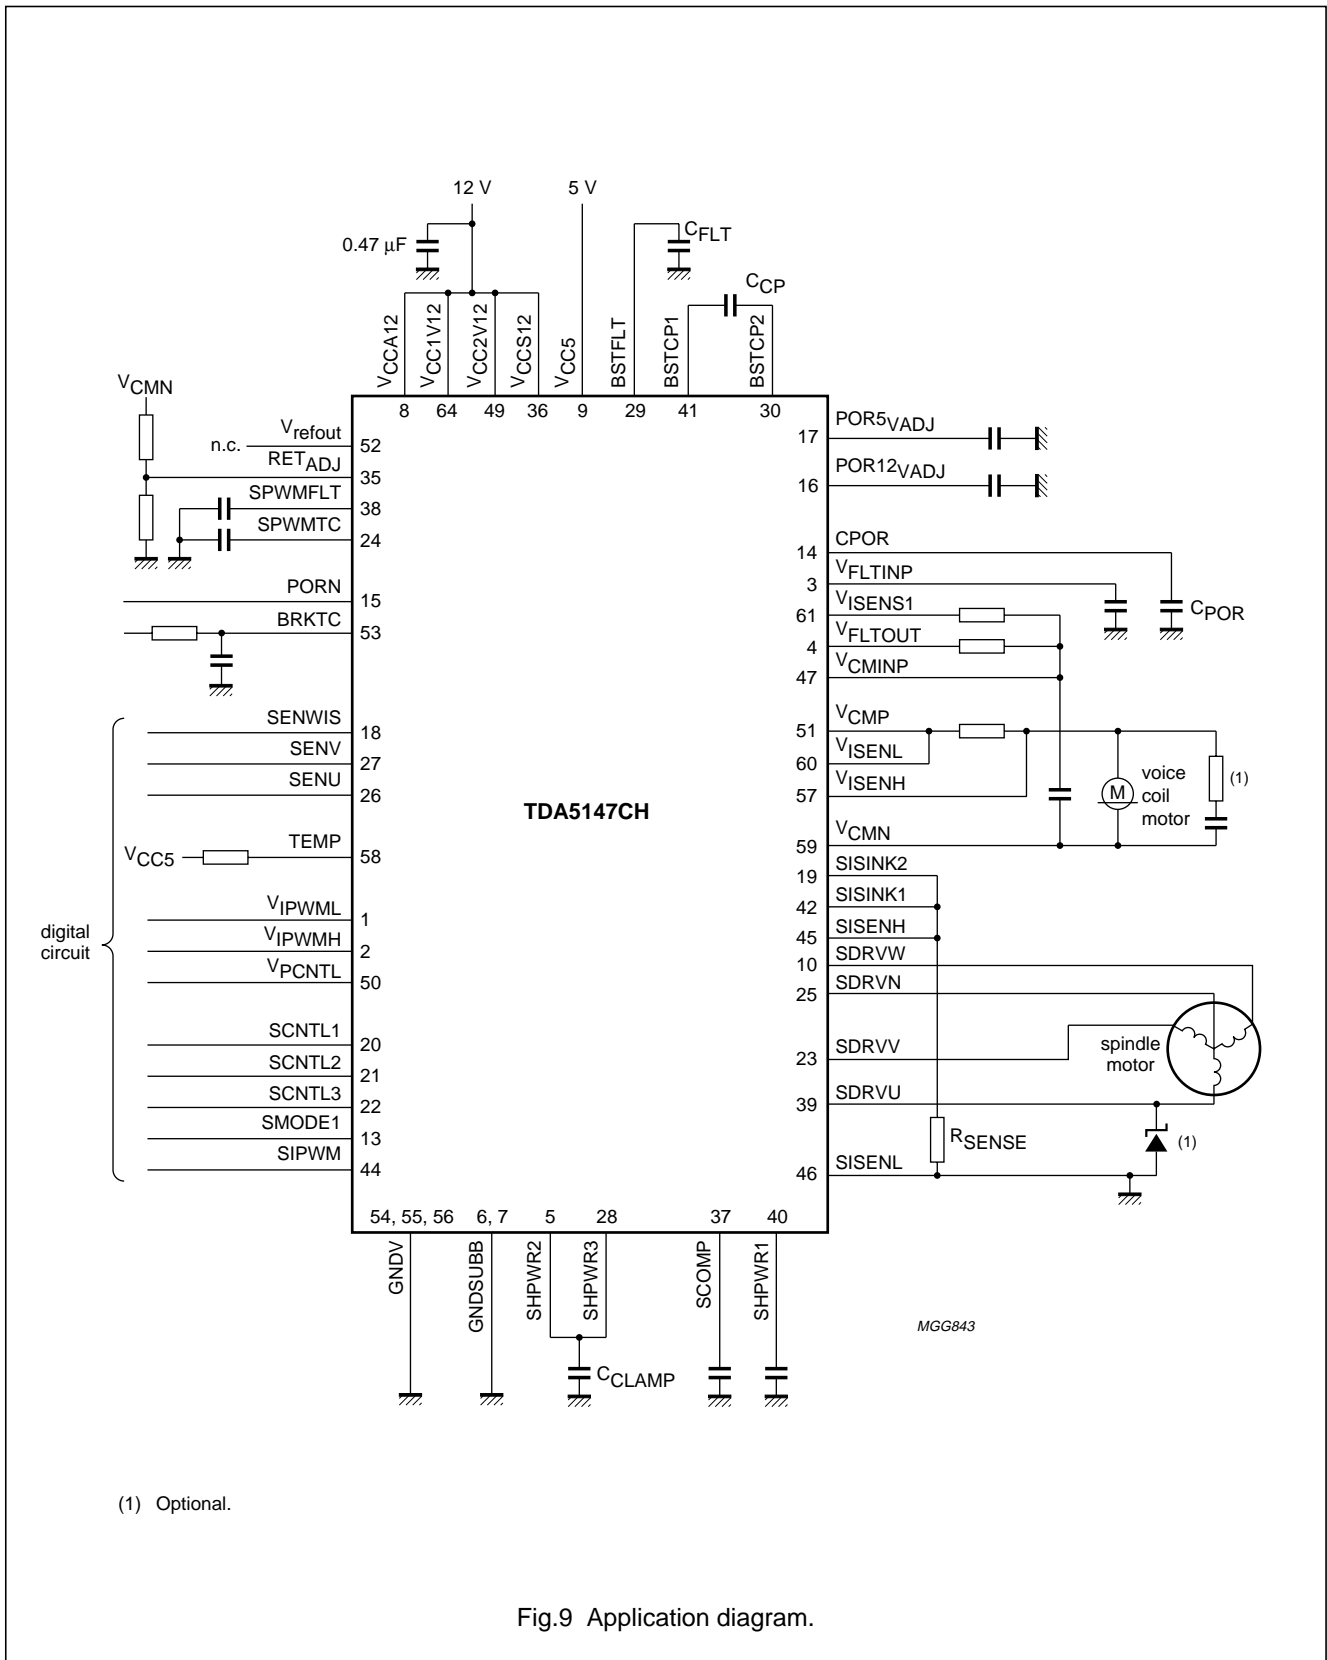 12 V
5 V
0.47 μF
CFLT
CCP
VCCA12
VCC1V12
VCC2V12
VCCS12
VCC5
BSTFLT
BSTCP1
BSTCP2
8
64
49
36
9
29
41
30
VCMN
n.c.
Vrefout
52
RETADJ
35
SPWMFLT
38
SPWMTC
24
PORN
15
BRKTC
53
SENWIS
18
SENV
27
SENU
26
VCC5
TEMP
58
digital
circuit
VIPWML
1
VIPWMH
2
VPCNTL
50
SCNTL1
20
SCNTL2
21
SCNTL3
22
SMODE1
13
SIPWM
44
TDA5147CH
17
POR5VADJ
16
POR12VADJ
14
CPOR
3
VFLTINP
CPOR
61
VISENS1
4
VFLTOUT
47
VCMINP
51
VCMP
60
VISENL
57
VISENH
M
voice
coil
motor
(1)
59
VCMN
19
SISINK2
42
SISINK1
45
SISENH
10
SDRVW
25
SDRVN
23
SDRVV
spindle
motor
39
SDRVU
RSENSE
(1)
46
SISENL
54, 55, 56
6, 7
5
28
37
40
GNDV
GNDSUBB
SHPWR2
SHPWR3
SCOMP
SHPWR1
CCLAMP
MGG843
(1) Optional.
Fig.9 Application diagram.